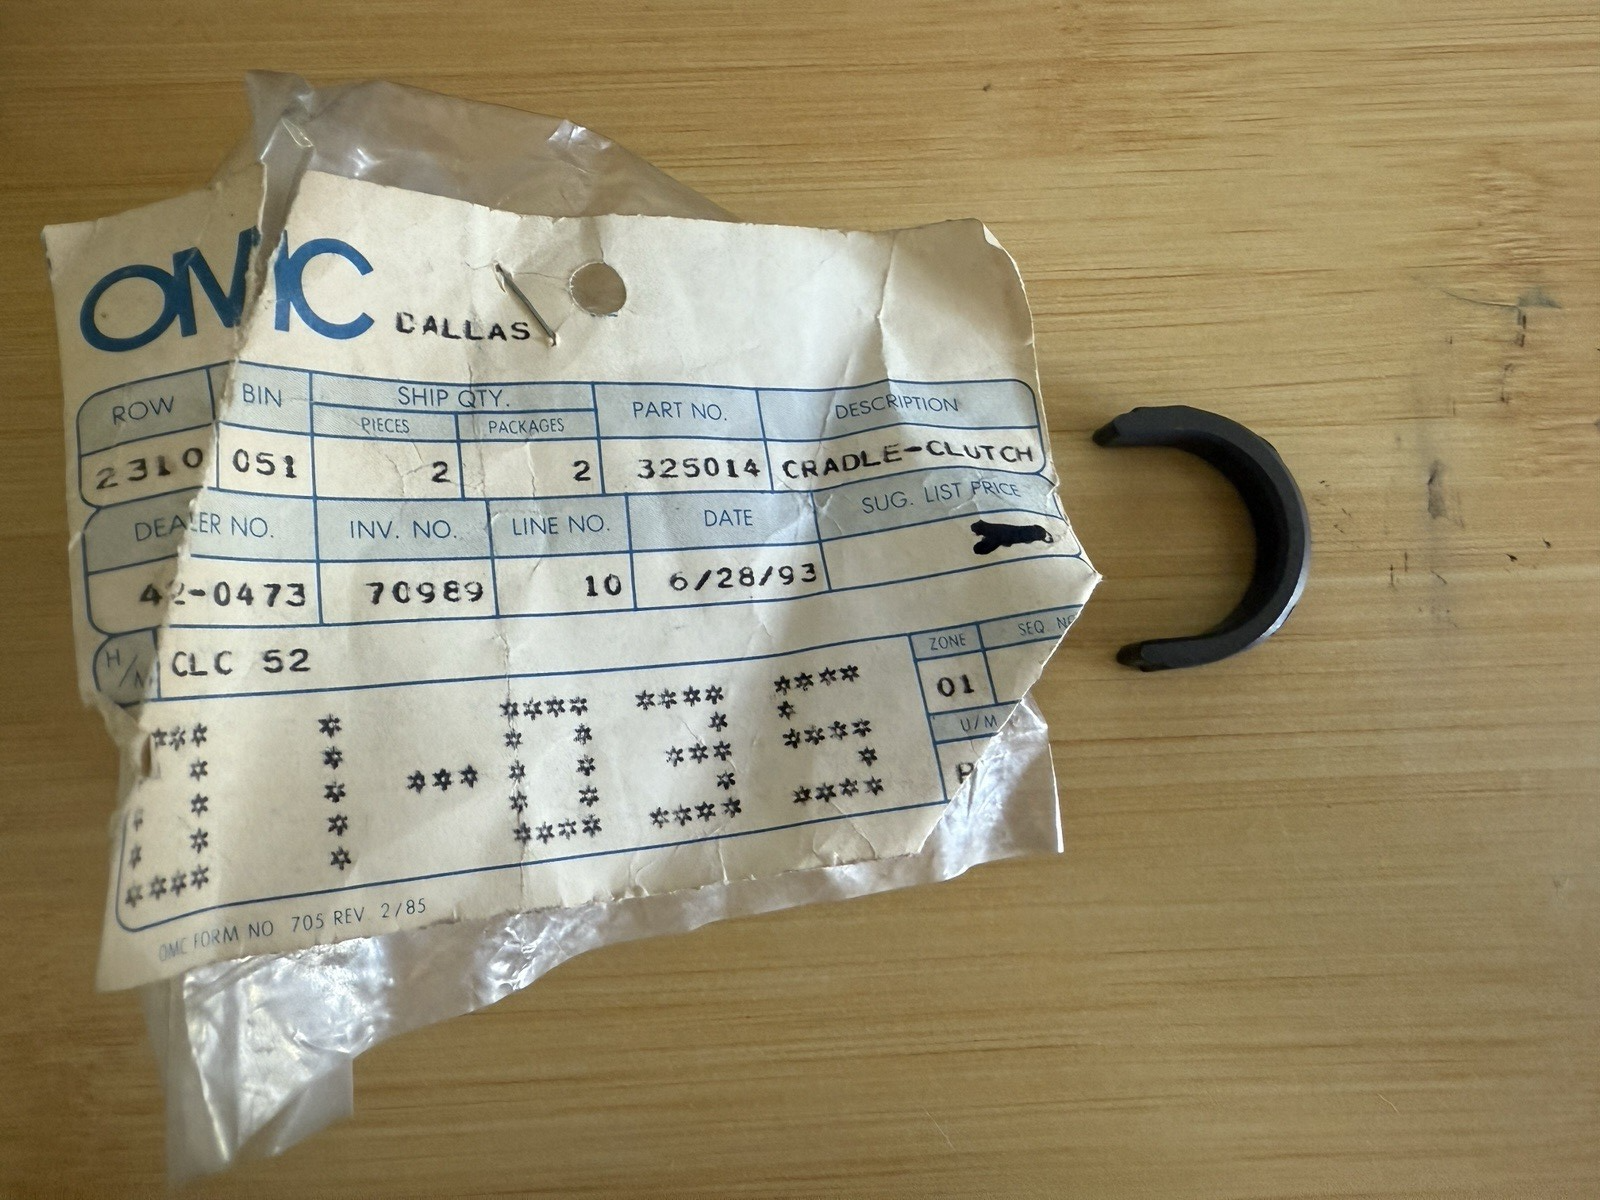 OMC DALLAS
ROW BIN SHIP QTY. PART NO. DESCRIPTION
PIECES PACKAGES
2310 051 2 2 325014 CRADLE-CLUTCH
DEALER NO. INV. NO. LINE NO. DATE SUG. LIST PRICE
42-0473 70989 10 6/28/93
H/M CLC 52 ZONE SEQ
01
U/M
OMC FORM NO 705 REV 2/85